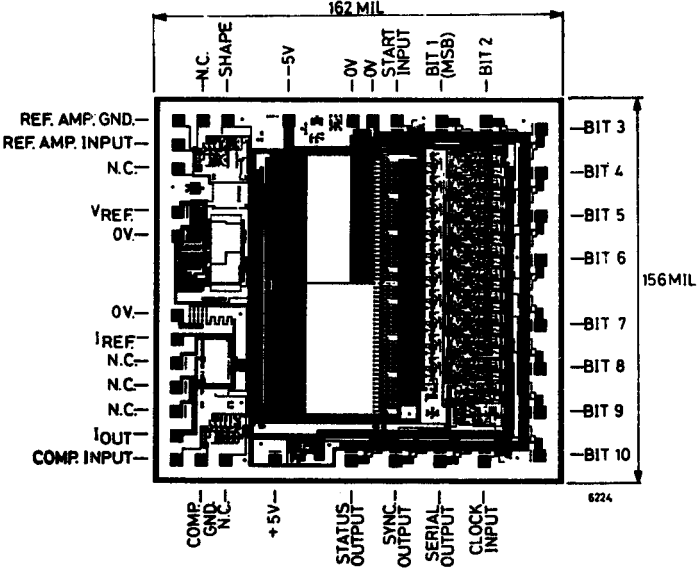 162 MIL
N.C.
SHAPE
-5V
0V
0V
START
INPUT
BIT 1
(MSB)
BIT 2
REF. AMP. GND.
REF. AMP. INPUT
N.C.
VREF.
0V.
0V.
IREF.
N.C.
N.C.
N.C.
IOUT
COMP. INPUT
BIT 3
BIT 4
BIT 5
BIT 6
BIT 7
BIT 8
BIT 9
BIT 10
156 MIL
COMP.
GND.
N.C.
+5V
STATUS
OUTPUT
SYNC.
OUTPUT
SERIAL
OUTPUT
CLOCK
INPUT
6224